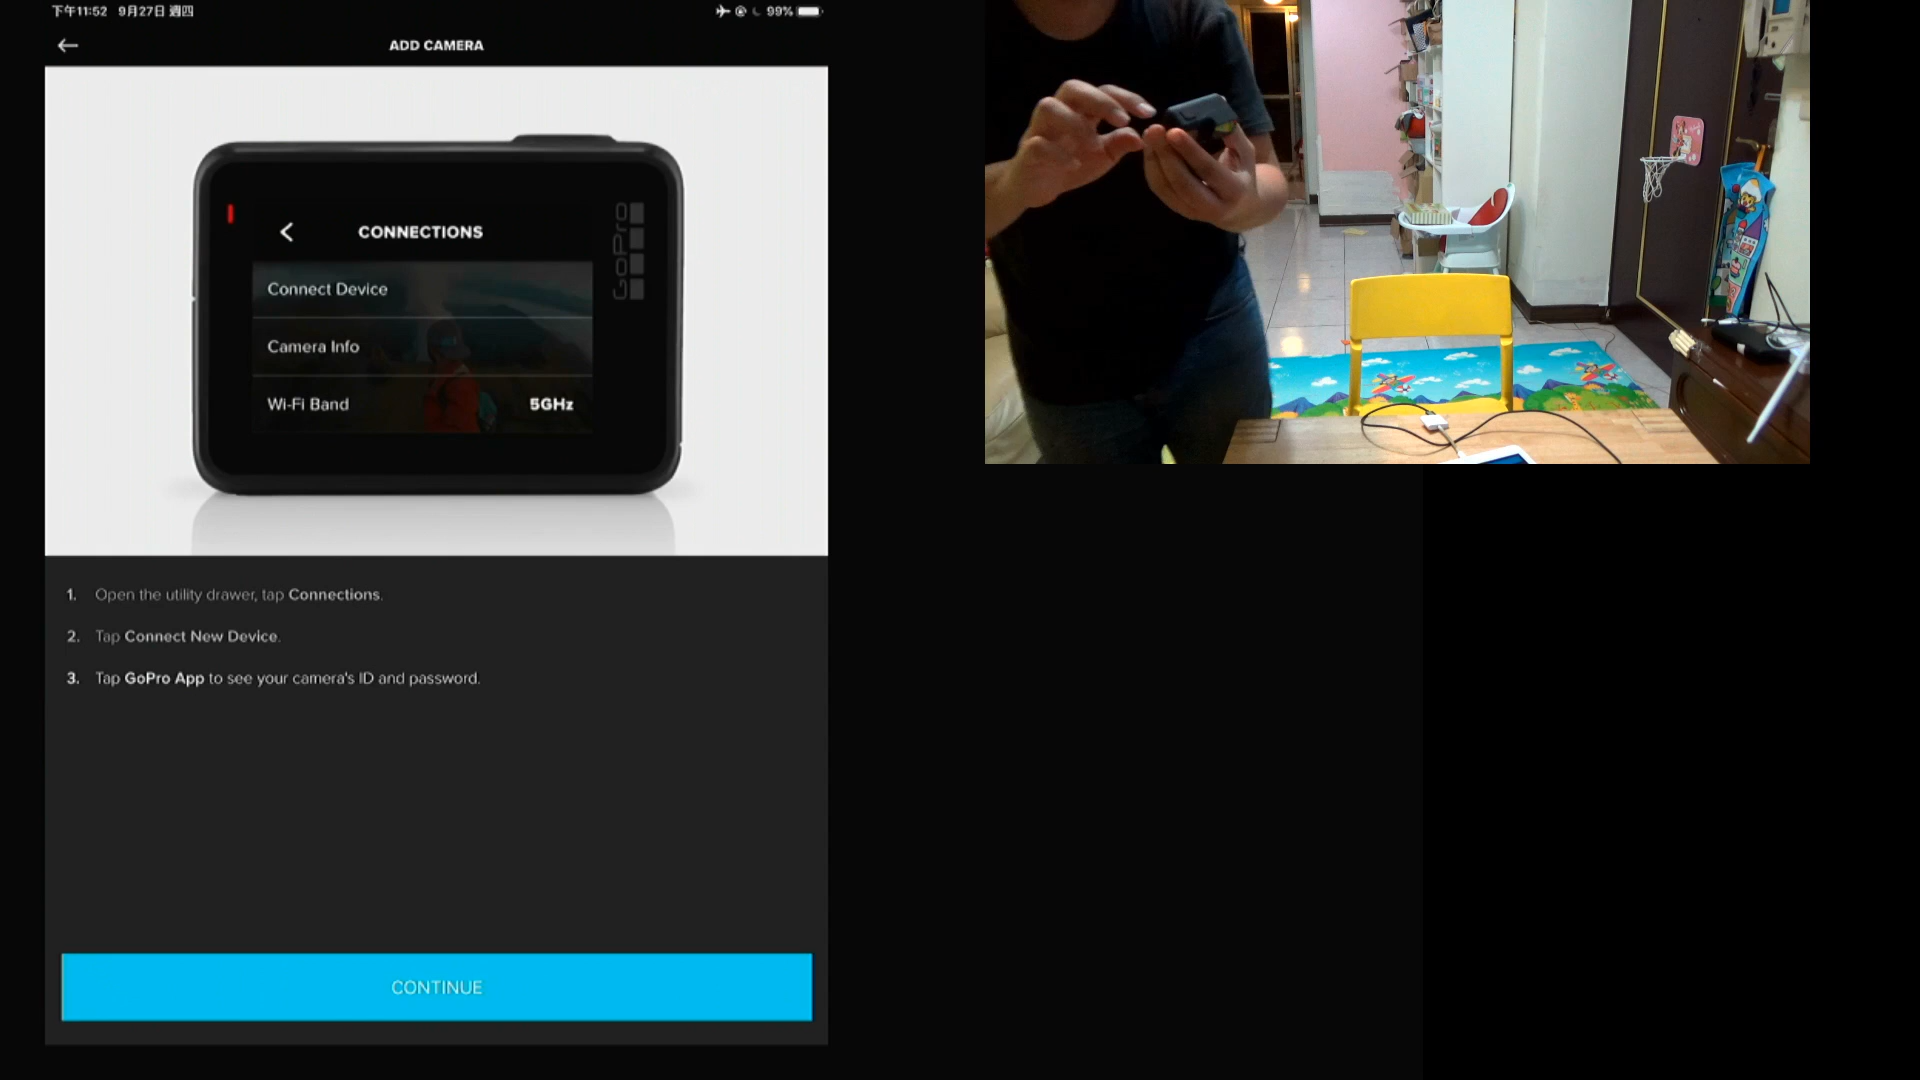 下午11:52 9月27日 週四
99%
ADD CAMERA
CONNECTIONS
Connect Device
Camera Info
Wi-Fi Band 5GHz
GoPro
1. Open the utility drawer, tap Connections.
2. Tap Connect New Device.
3. Tap GoPro App to see your camera's ID and password.
CONTINUE